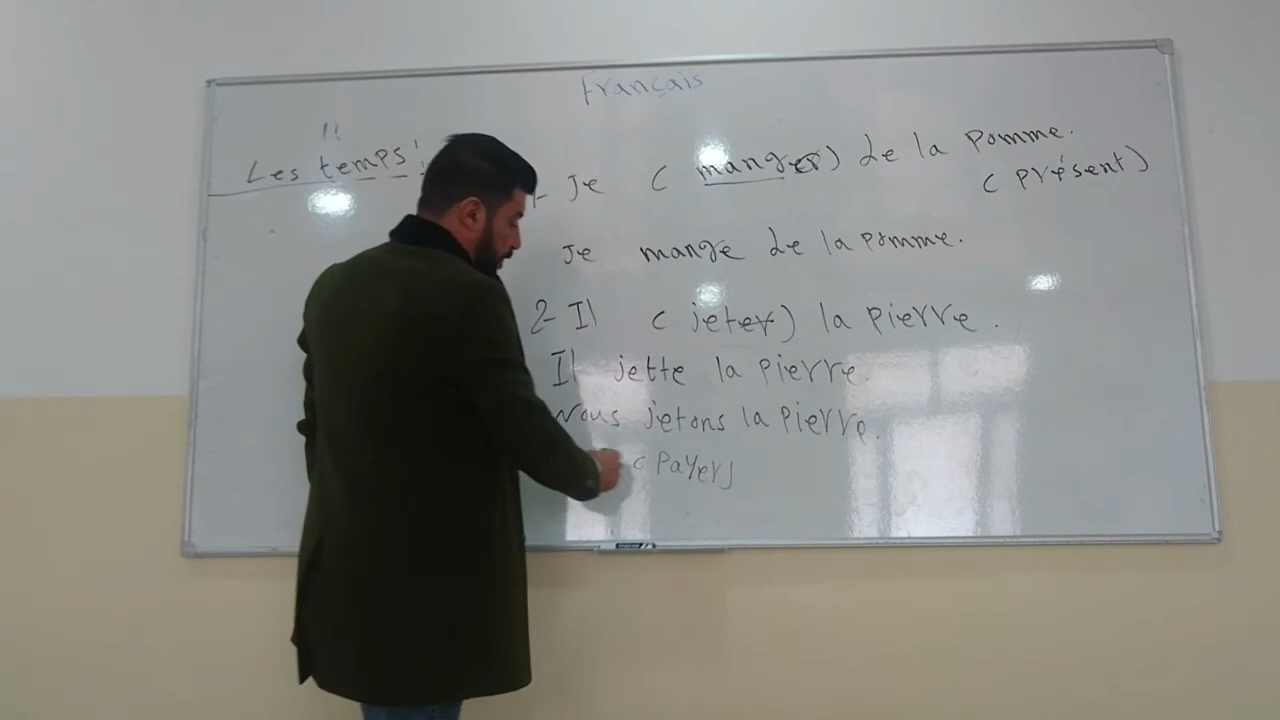 Français
Les temps:
1- Je (manger) de la pomme.
(présent)
Je mange de la pomme.
2- Il (jeter) la pierre.
Il jette la pierre.
Nous jetons la pierre.
(payer)